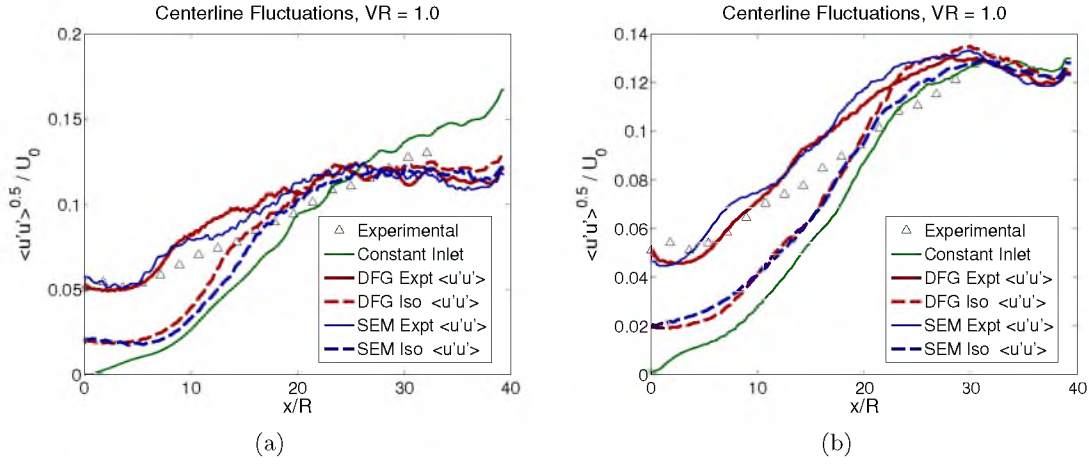 Centerline Fluctuations, VR = 1.0
<u'u'>^0.5 / U_0
0.2
0.15
0.1
0.05
0
0
10
20
30
40
x/R
Experimental
Constant Inlet
DFG Expt <u'u'>
DFG Iso <u'u'>
SEM Expt <u'u'>
SEM Iso <u'u'>
(a)
Centerline Fluctuations, VR = 1.0
<u'u'>^0.5 / U_0
0.14
0.12
0.1
0.08
0.06
0.04
0.02
0
0
10
20
30
40
x/R
Experimental
Constant Inlet
DFG Expt <u'u'>
DFG Iso <u'u'>
SEM Expt <u'u'>
SEM Iso <u'u'>
(b)